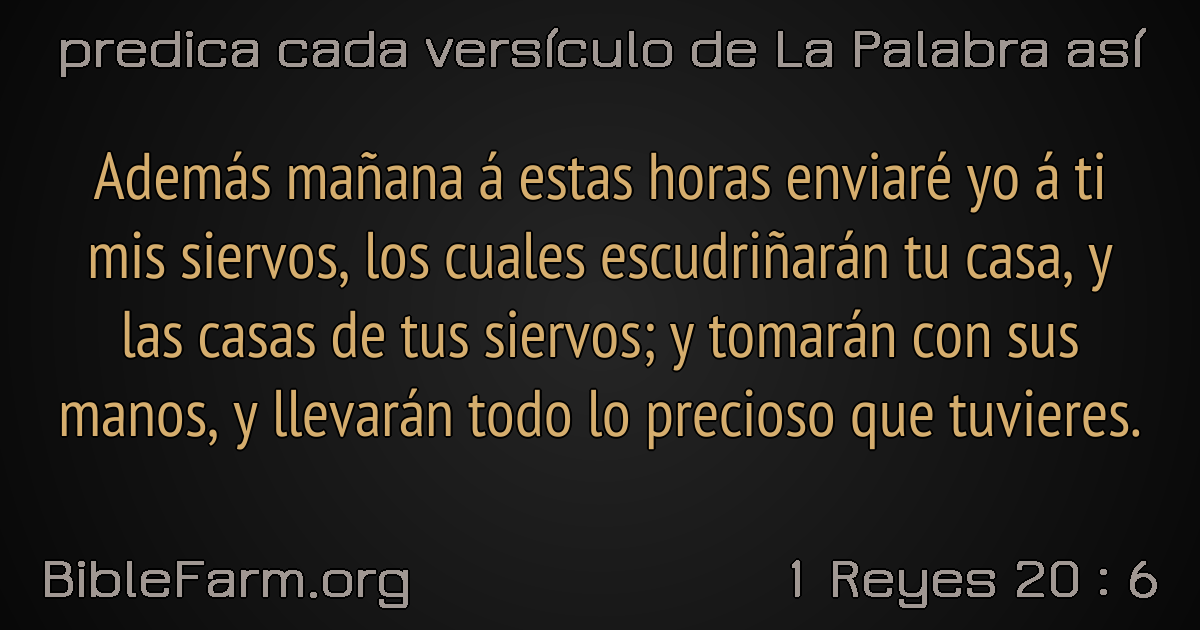 predica cada versículo de La Palabra así
Además mañana á estas horas enviaré yo á ti
mis siervos, los cuales escudriñarán tu casa, y
las casas de tus siervos; y tomarán con sus
manos, y llevarán todo lo precioso que tuvieres.
BibleFarm.org
1 Reyes 20 : 6